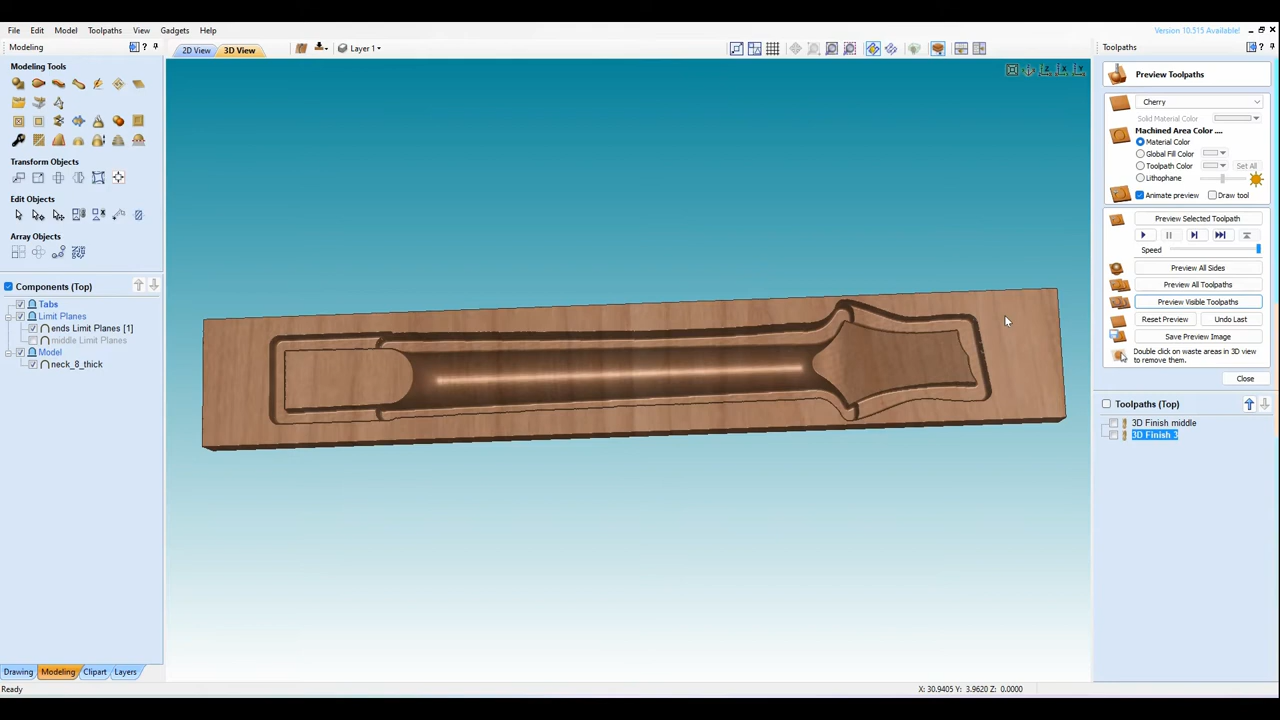 File Edit Model Toolpaths View Gadgets Help
Version 10.515 Available!
Modeling
2D View 3D View Layer 1
Toolpaths
Modeling Tools
Transform Objects
Edit Objects
Array Objects
Components (Top)
Tabs
Limit Planes
ends Limit Planes [1]
middle Limit Planes
Model
neck_8_thick
Drawing Modeling Clipart Layers
Ready
X: 30.9405 Y: 3.9620 Z: 0.0000
Preview Toolpaths
Cherry
Solid Material Color
Machined Area Color ....
Material Color
Global Fill Color
Toolpath Color Set All
Lithophane
Animate preview Draw tool
Preview Selected Toolpath
Speed
Preview All Sides
Preview All Toolpaths
Preview Visible Toolpaths
Reset Preview Undo Last
Save Preview Image
Double click on waste areas in 3D view
to remove them.
Close
Toolpaths (Top)
3D Finish middle
3D Finish 3